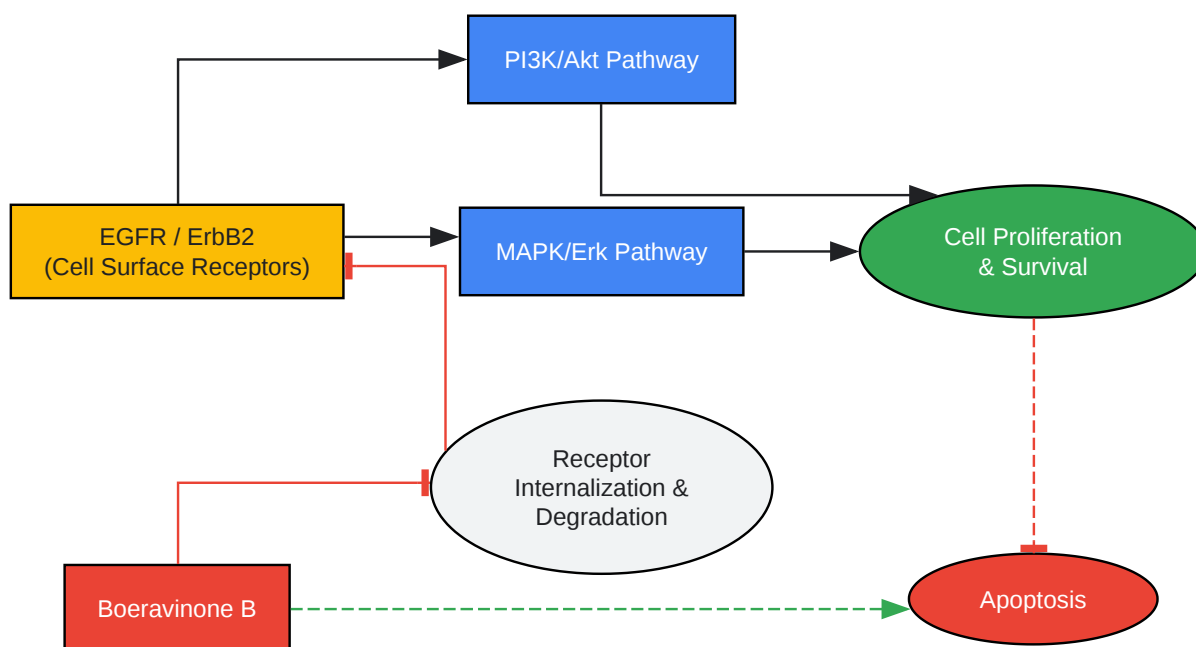 PI3K/Akt Pathway
EGFR / ErbB2
(Cell Surface Receptors)
MAPK/Erk Pathway
Cell Proliferation
& Survival
Receptor
Internalization &
Degradation
Boeravinone B
Apoptosis